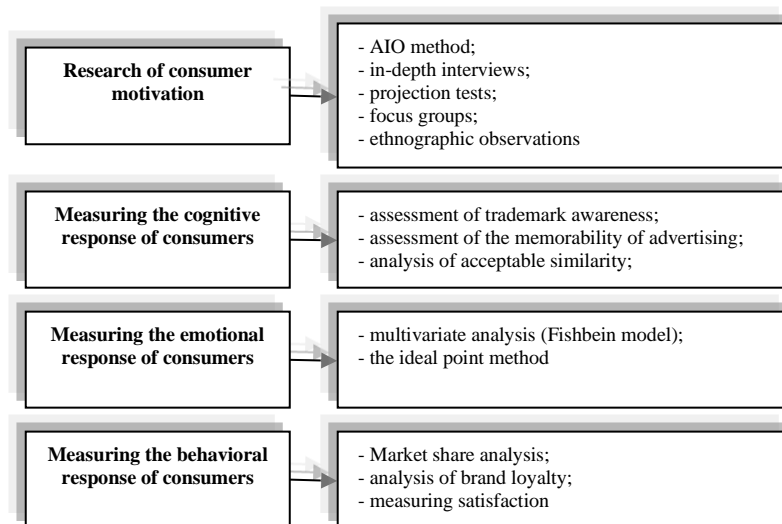 Research of consumer
motivation
- AIO method;
- in-depth interviews;
- projection tests;
- focus groups;
- ethnographic observations
Measuring the cognitive
response of consumers
- assessment of trademark awareness;
- assessment of the memorability of advertising;
- analysis of acceptable similarity;
Measuring the emotional
response of consumers
- multivariate analysis (Fishbein model);
- the ideal point method
Measuring the behavioral
response of consumers
- Market share analysis;
- analysis of brand loyalty;
- measuring satisfaction